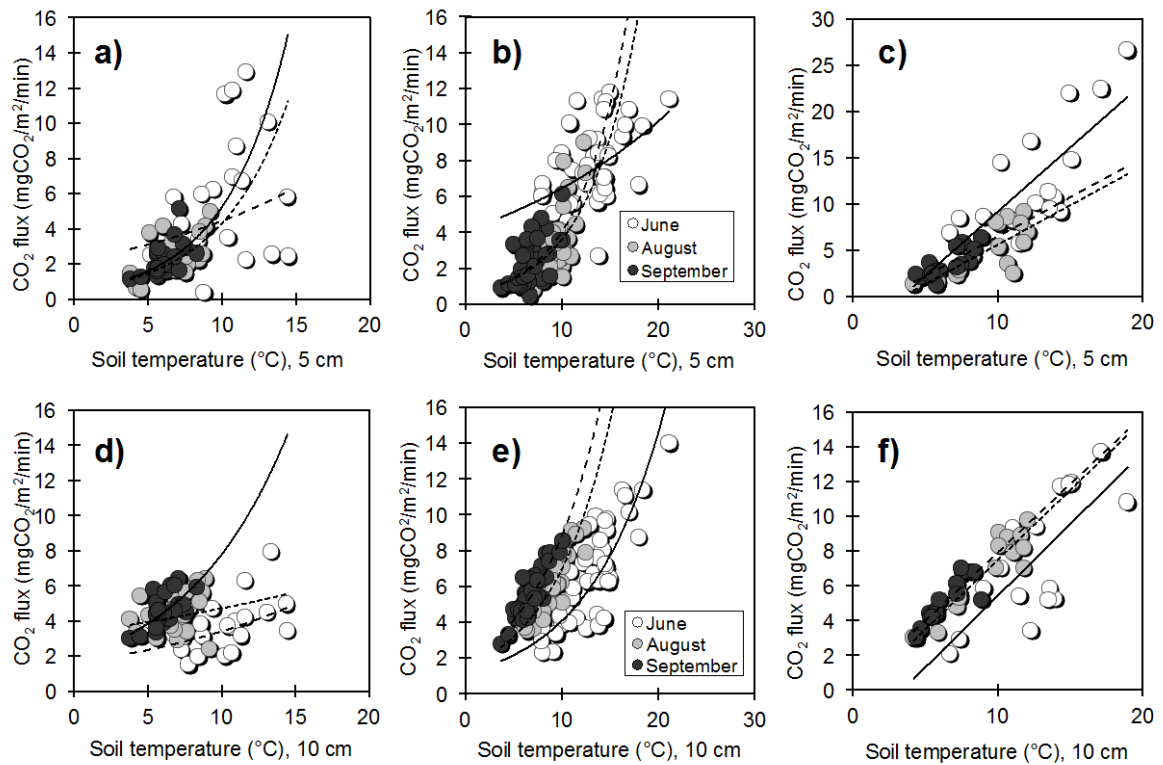 a)
CO₂ flux (mgCO₂/m²/min)
16
14
12
10
8
6
4
2
0
0 5 10 15 20
Soil temperature (°C), 5 cm
b)
CO₂ flux (mgCO₂/m²/min)
16
14
12
10
8
6
4
2
0
0 10 20 30
June
August
September
Soil temperature (°C), 5 cm
c)
CO₂ flux (mgCO₂/m²/min)
30
25
20
15
10
5
0
0 10 20
Soil temperature (°C), 5 cm
d)
CO₂ flux (mgCO₂/m²/min)
16
14
12
10
8
6
4
2
0
0 5 10 15 20
Soil temperature (°C), 10 cm
e)
CO₂ flux (mgCO²/m²/min)
16
14
12
10
8
6
4
2
0
0 10 20 30
June
August
September
Soil temperature (°C), 10 cm
f)
CO₂ flux (mgCO₂/m²/min)
16
14
12
10
8
6
4
2
0
0 10 20
Soil temperature (°C), 10 cm